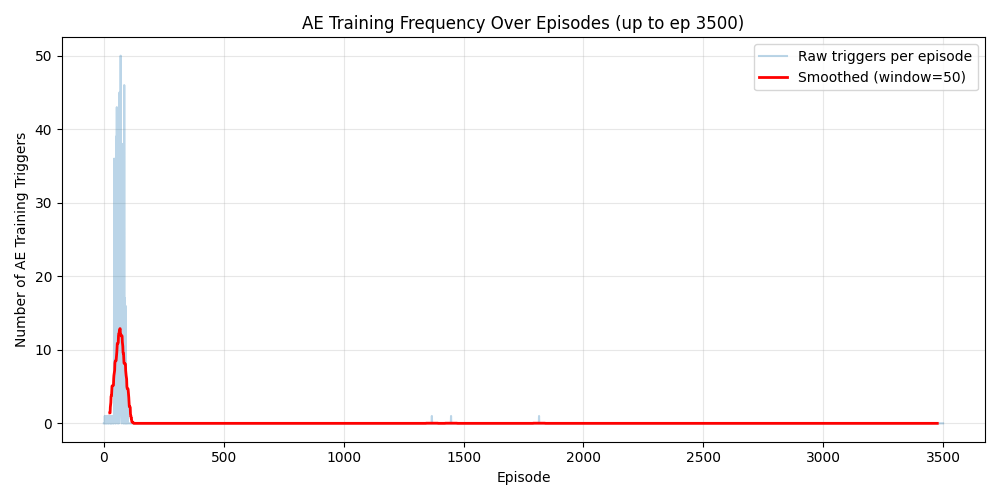 AE Training Frequency Over Episodes (up to ep 3500)
Raw triggers per episode
Smoothed (window=50)
Number of AE Training Triggers
50
40
30
20
10
0
0 500 1000 1500 2000 2500 3000 3500
Episode